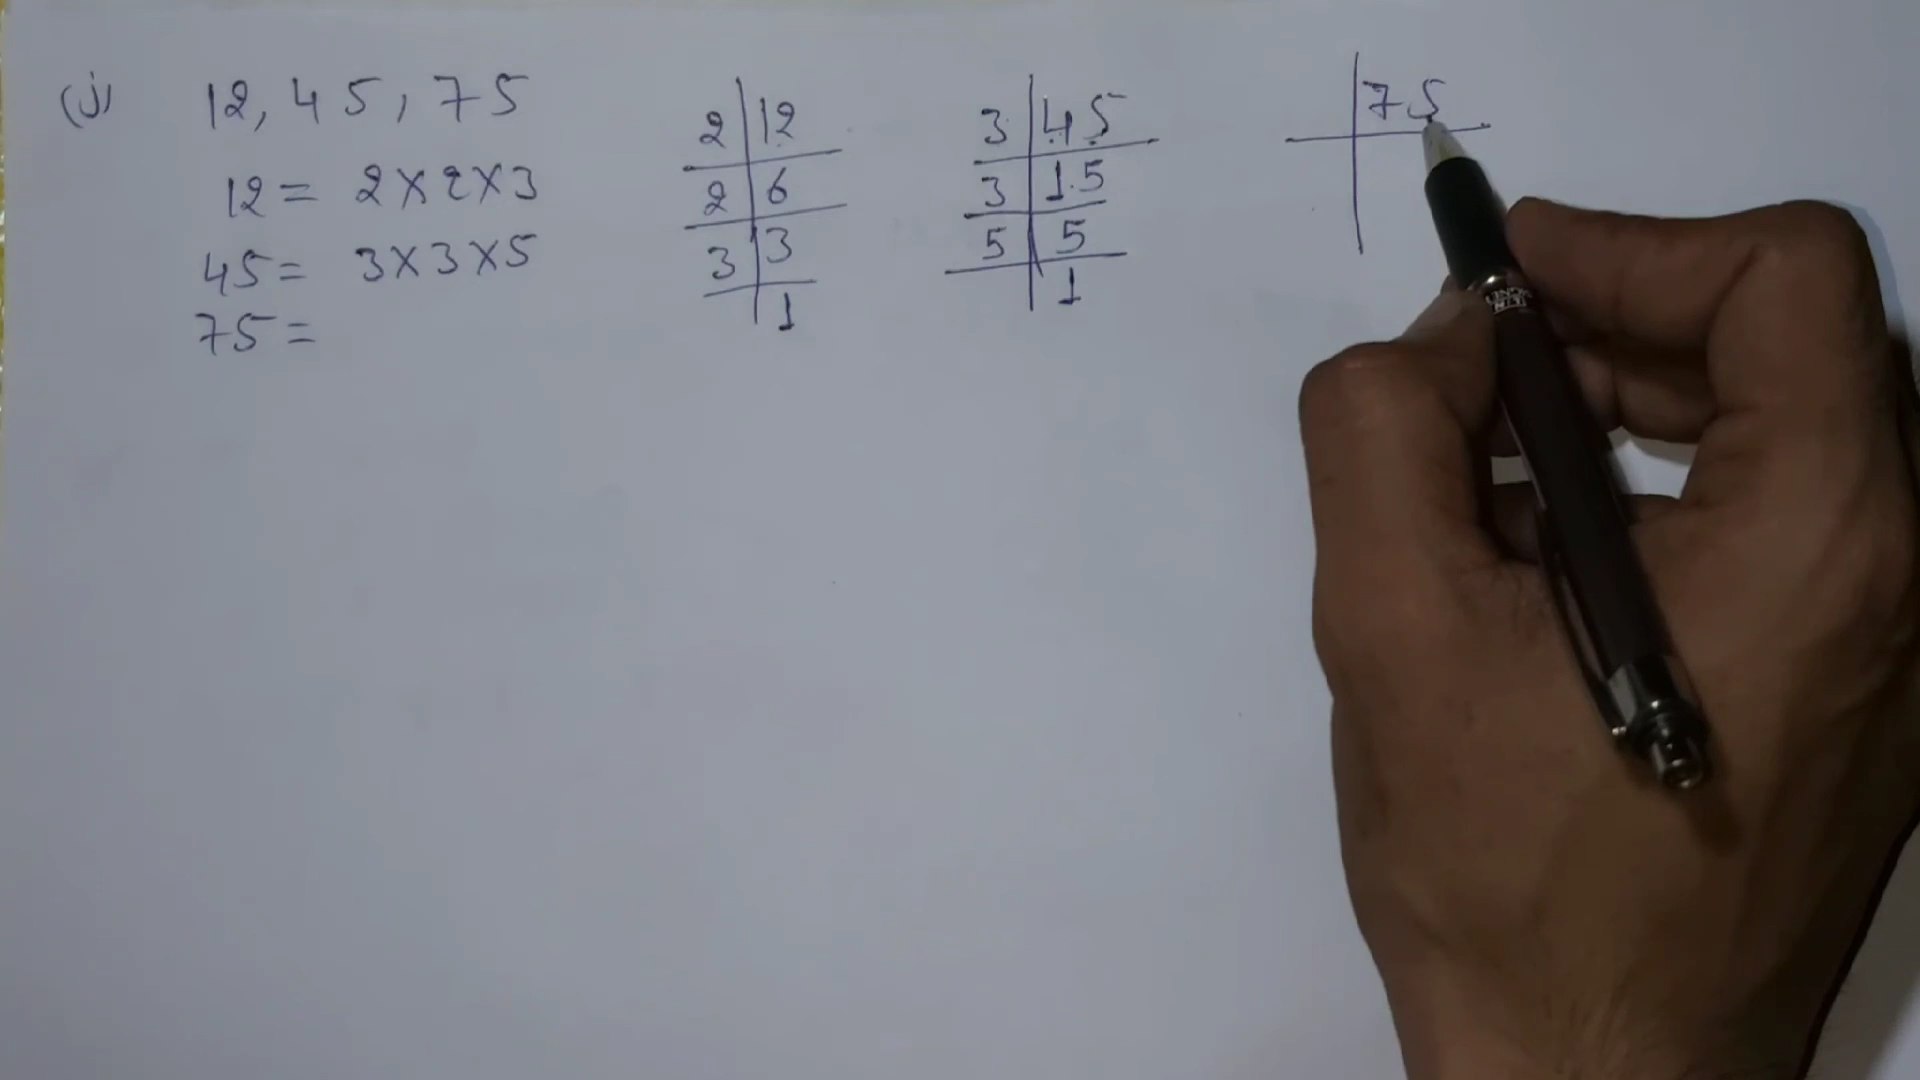 (j) 12, 45, 75
12 = 2×2×3
45 = 3×3×5
75 =
2 | 12
2 | 6
3 | 3
1
3 | 45
3 | 15
5 | 5
1
75